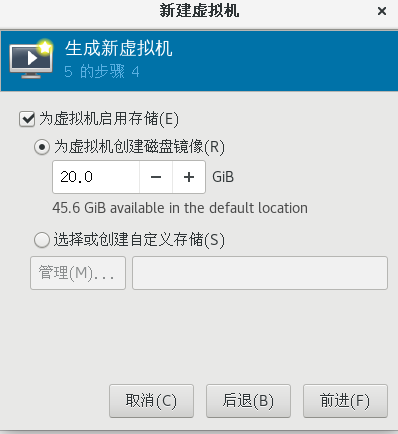 新建虚拟机
×
生成新虚拟机
5 的步骤 4
为虚拟机启用存储(E)
为虚拟机创建磁盘镜像(R)
20.0 − + GiB
45.6 GiB available in the default location
选择或创建自定义存储(S)
管理(M)...
取消(C) 后退(B) 前进(F)